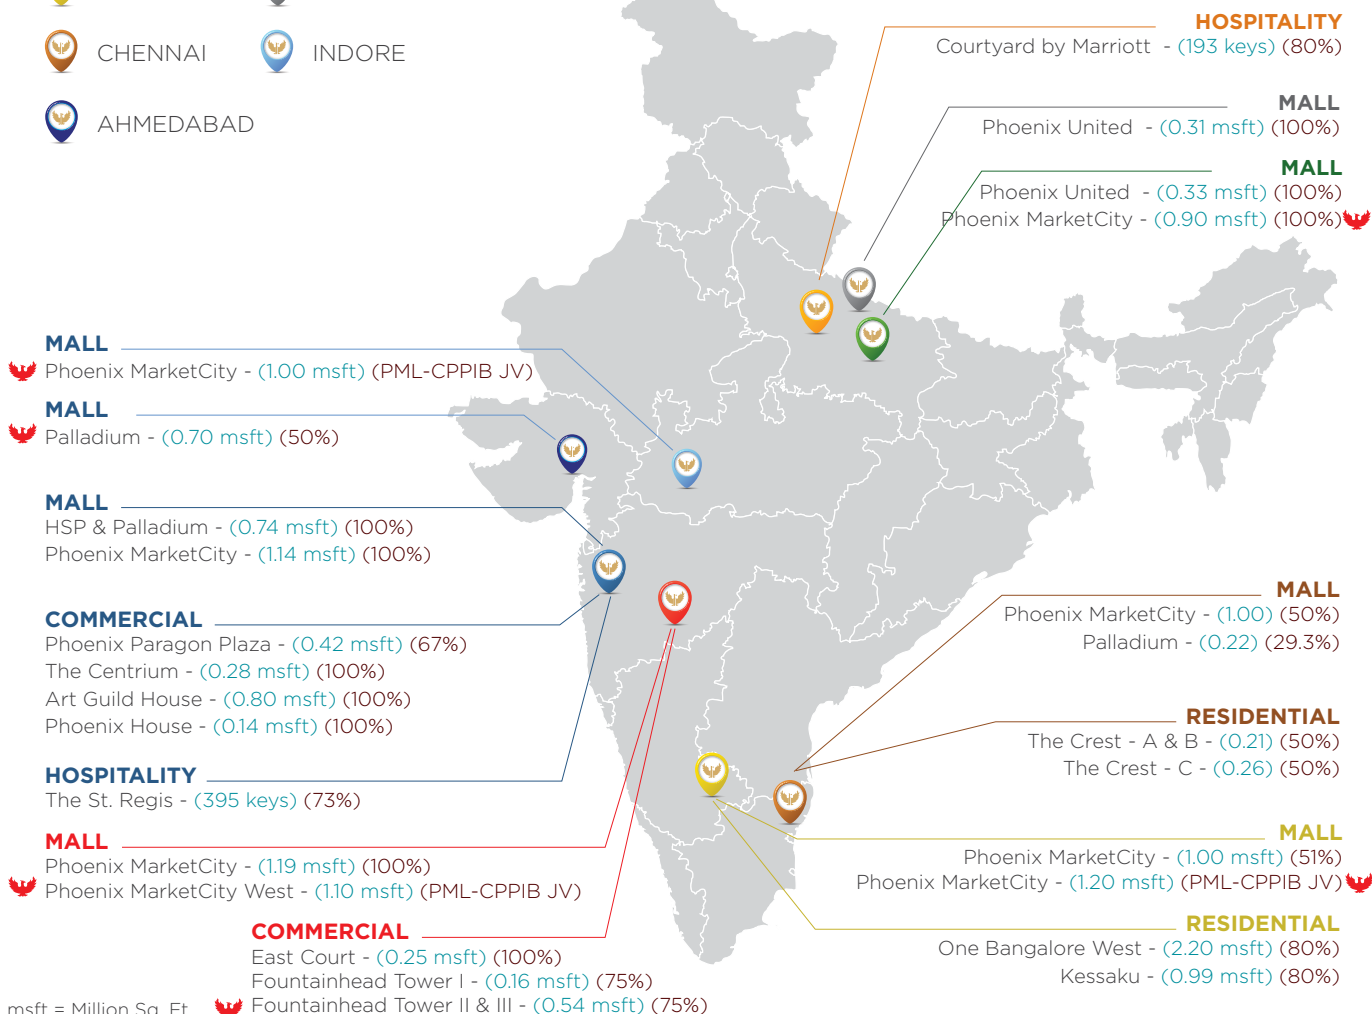 CHENNAI
INDORE
AHMEDABAD
HOSPITALITY
Courtyard by Marriott - (193 keys) (80%)
MALL
Phoenix United - (0.31 msft) (100%)
MALL
Phoenix United - (0.33 msft) (100%)
Phoenix MarketCity - (0.90 msft) (100%)
MALL
Phoenix MarketCity - (1.00 msft) (PML-CPPIB JV)
MALL
Palladium - (0.70 msft) (50%)
MALL
HSP & Palladium - (0.74 msft) (100%)
Phoenix MarketCity - (1.14 msft) (100%)
COMMERCIAL
Phoenix Paragon Plaza - (0.42 msft) (67%)
The Centrium - (0.28 msft) (100%)
Art Guild House - (0.80 msft) (100%)
Phoenix House - (0.14 msft) (100%)
HOSPITALITY
The St. Regis - (395 keys) (73%)
MALL
Phoenix MarketCity - (1.19 msft) (100%)
Phoenix MarketCity West - (1.10 msft) (PML-CPPIB JV)
COMMERCIAL
East Court - (0.25 msft) (100%)
Fountainhead Tower I - (0.16 msft) (75%)
Fountainhead Tower II & III - (0.54 msft) (75%)
MALL
Phoenix MarketCity - (1.00) (50%)
Palladium - (0.22) (29.3%)
RESIDENTIAL
The Crest - A & B - (0.21) (50%)
The Crest - C - (0.26) (50%)
MALL
Phoenix MarketCity - (1.00 msft) (51%)
Phoenix MarketCity - (1.20 msft) (PML-CPPIB JV)
RESIDENTIAL
One Bangalore West - (2.20 msft) (80%)
Kessaku - (0.99 msft) (80%)
msft = Million Sq. Ft